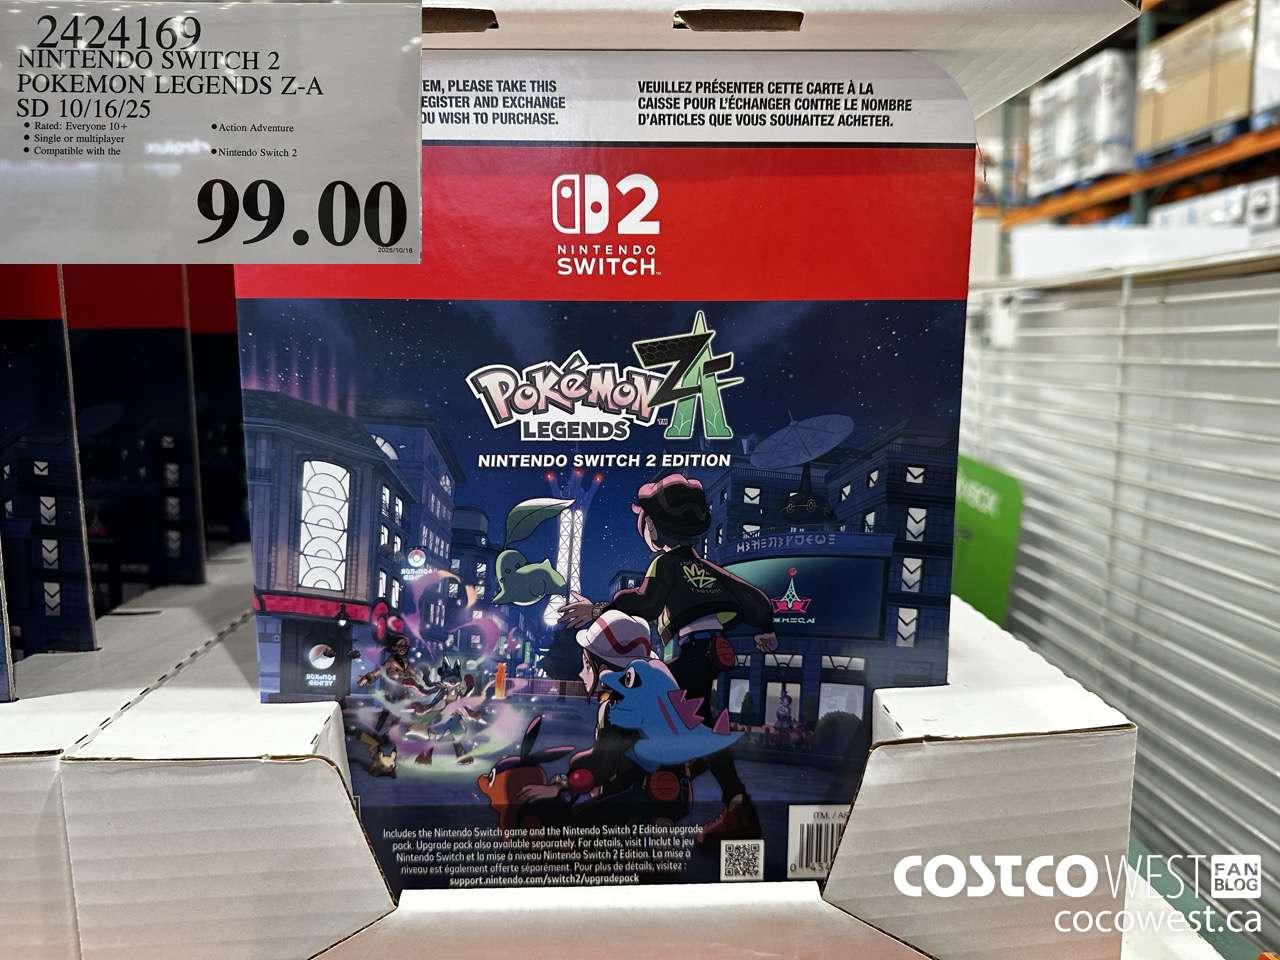 2424169
NINTENDO SWITCH 2
POKEMON LEGENDS Z-A
SD 10/16/25
● Rated: Everyone 10+ ● Action Adventure
● Single or multiplayer
● Compatible with the ● Nintendo Switch 2
99.00
2025/10/16
EM, PLEASE TAKE THIS
EGISTER AND EXCHANGE
OU WISH TO PURCHASE.
VEUILLEZ PRÉSENTER CETTE CARTE À LA
CAISSE POUR L'ÉCHANGER CONTRE LE NOMBRE
D'ARTICLES QUE VOUS SOUHAITEZ ACHETER.
2
NINTENDO
SWITCH™
POKÉMON ZA
LEGENDS™
NINTENDO SWITCH 2 EDITION
XBOX
Includes the Nintendo Switch game and the Nintendo Switch 2 Edition upgrade
pack. Upgrade pack also available separately. For details, visit | Inclut le jeu
Nintendo Switch et la mise à niveau Nintendo Switch 2 Edition. La mise à
niveau est également offerte séparément. Pour plus de détails, visitez :
support.nintendo.com/switch2/upgradepack
ITM. / A
COSTCO WEST FAN BLOG
cocowest.ca